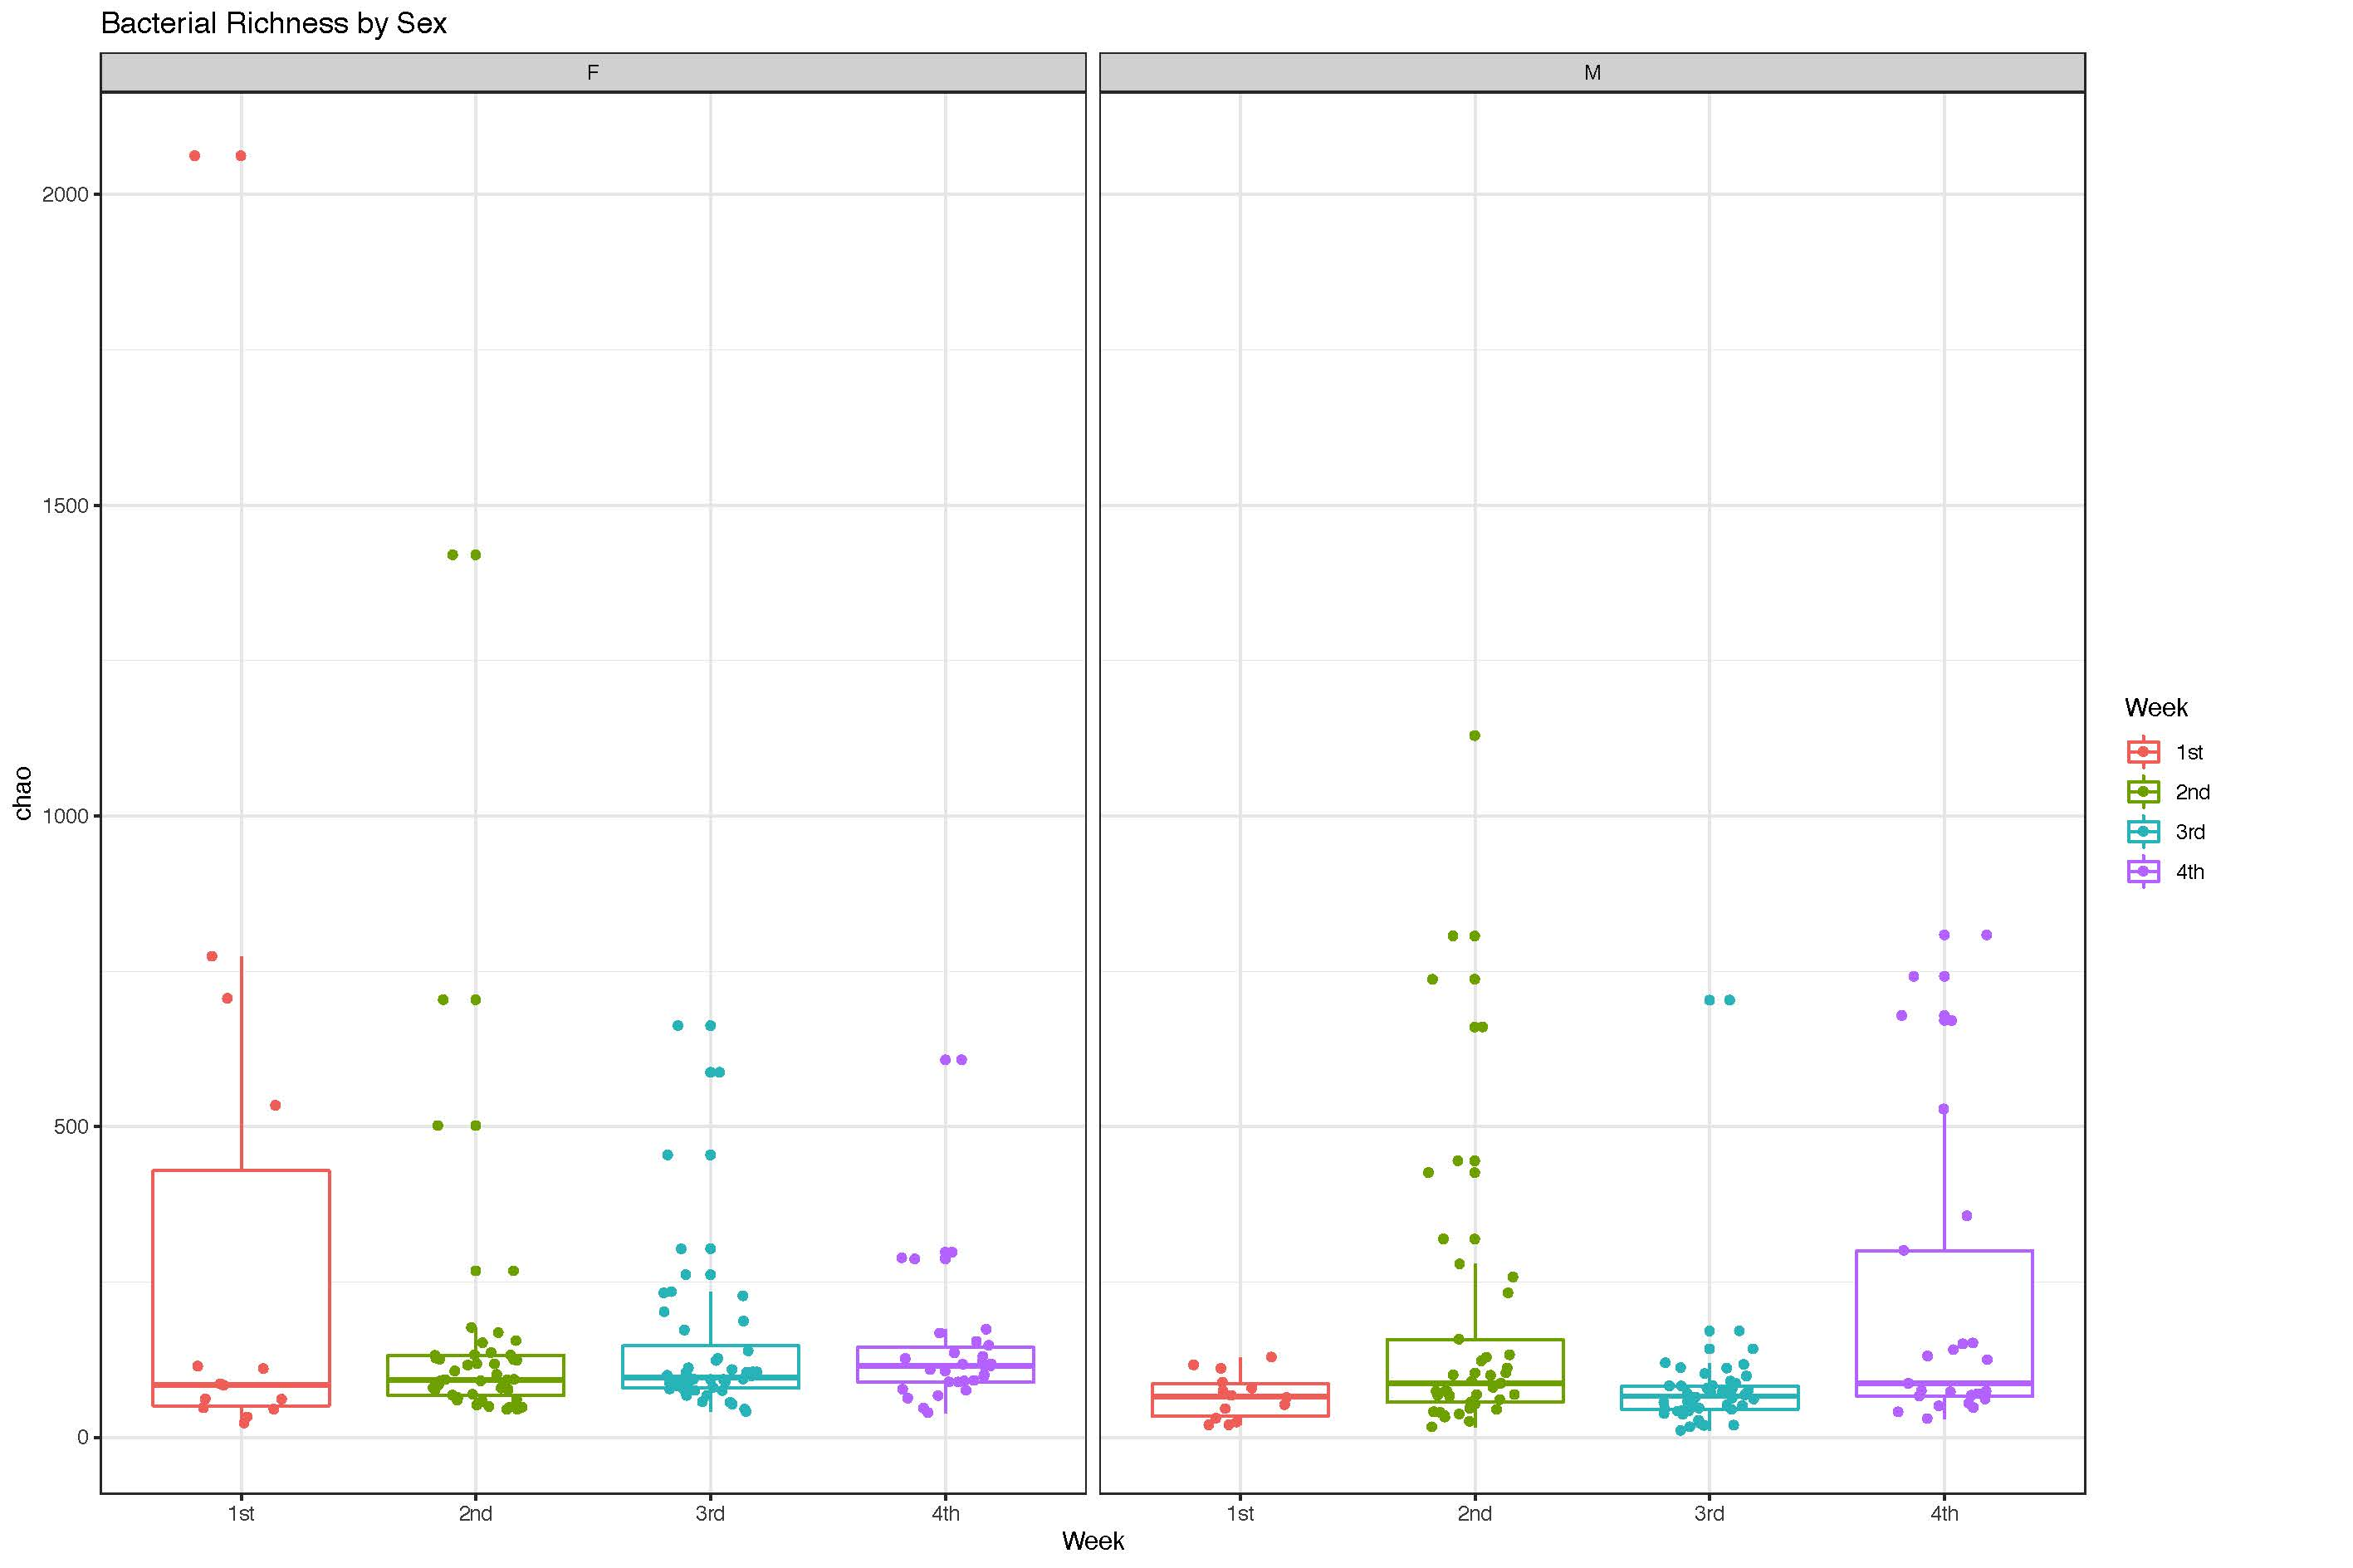 Bacterial Richness by Sex
F
M
2000
1500
1000
500
0
chao
1st
2nd
3rd
4th
1st
2nd
3rd
4th
Week
Week
1st
2nd
3rd
4th